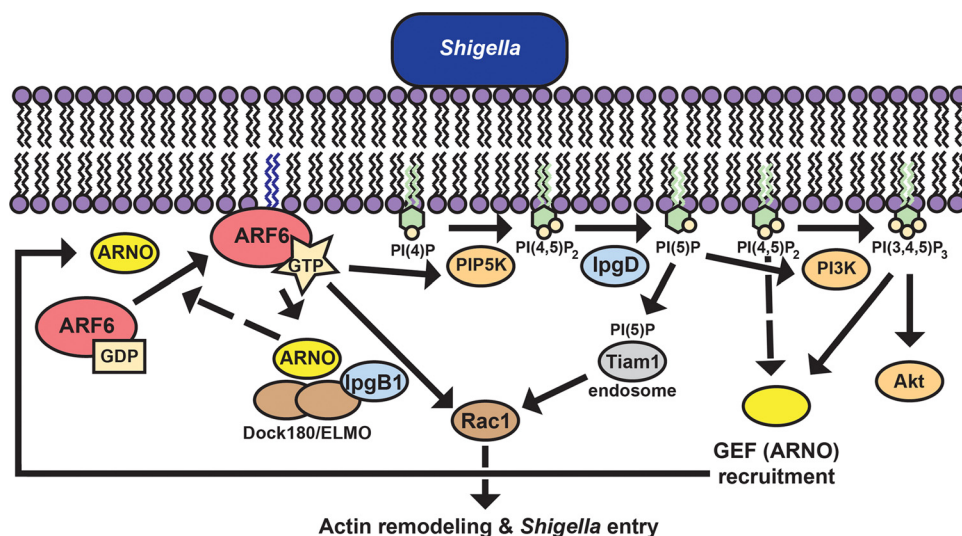 Shigella
ARF6
GTP
ARNO
PI(4)P
PI(4,5)P2
PI(5)P
PI(4,5)P2
PI(3,4,5)P3
PIP5K
IpgD
PI3K
ARF6
GDP
ARNO
IpgB1
Dock180/ELMO
PI(5)P
Tiam1
endosome
Rac1
Akt
GEF (ARNO)
recruitment
Actin remodeling & Shigella entry